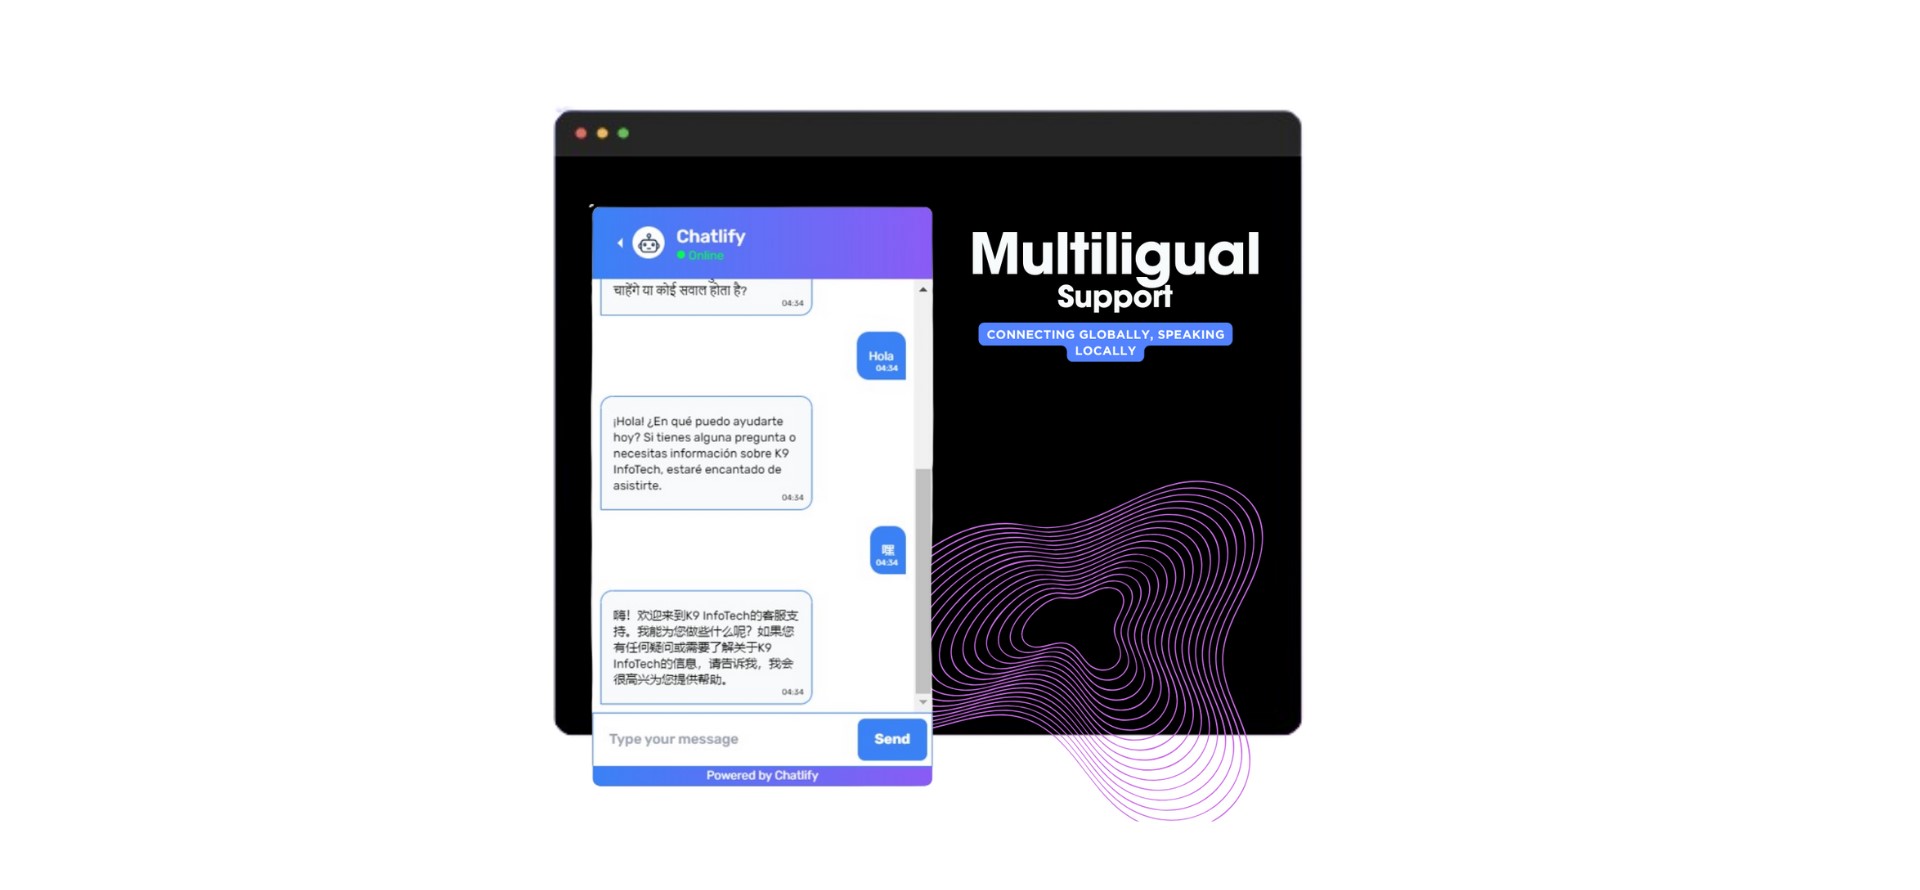 Chatlify
Online
चाहेंगे या कोई सवाल होता है?
04:34
Hola
04:34
¡Hola! ¿En qué puedo ayudarte
hoy? Si tienes alguna pregunta o
necesitas información sobre K9
InfoTech, estaré encantado de
asistirte.
04:34
嘿
04:34
嗨！欢迎来到K9 InfoTech的客服支
持。我能为您做些什么呢？如果您
有任何疑问或需要了解关于K9
InfoTech的信息，请告诉我，我会
很高兴为您提供帮助。
04:34
Type your message
Send
Powered by Chatlify
Multiligual
Support
CONNECTING GLOBALLY, SPEAKING
LOCALLY